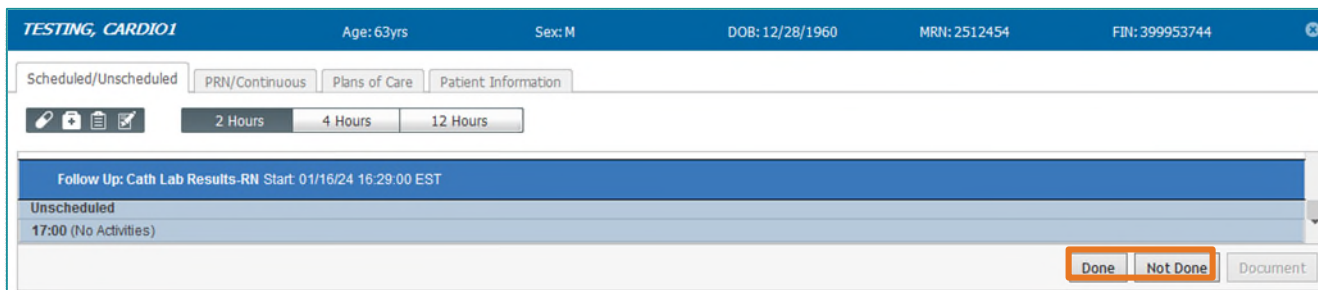 TESTING, CARDIO1 Age: 63yrs Sex: M DOB: 12/28/1960 MRN: 2512454 FIN: 399953744
Scheduled/Unscheduled PRN/Continuous Plans of Care Patient Information
2 Hours 4 Hours 12 Hours
Follow Up: Cath Lab Results-RN Start: 01/16/24 16:29:00 EST
Unscheduled
17:00 (No Activities)
Done Not Done Document